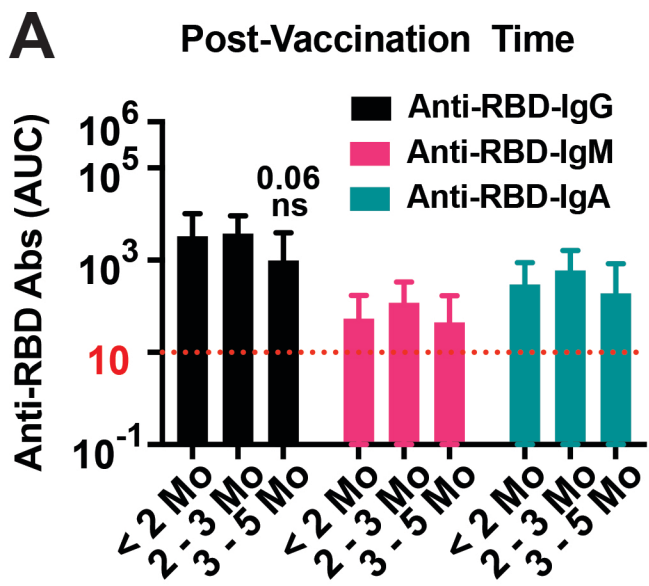 A
Post-Vaccination Time
Anti-RBD Abs (AUC)
10^6
10^5
10^3
10
10^-1
Anti-RBD-IgG
Anti-RBD-IgM
Anti-RBD-IgA
0.06
ns
< 2 Mo
2 - 3 Mo
3 - 5 Mo
< 2 Mo
2 - 3 Mo
3 - 5 Mo
< 2 Mo
2 - 3 Mo
3 - 5 Mo